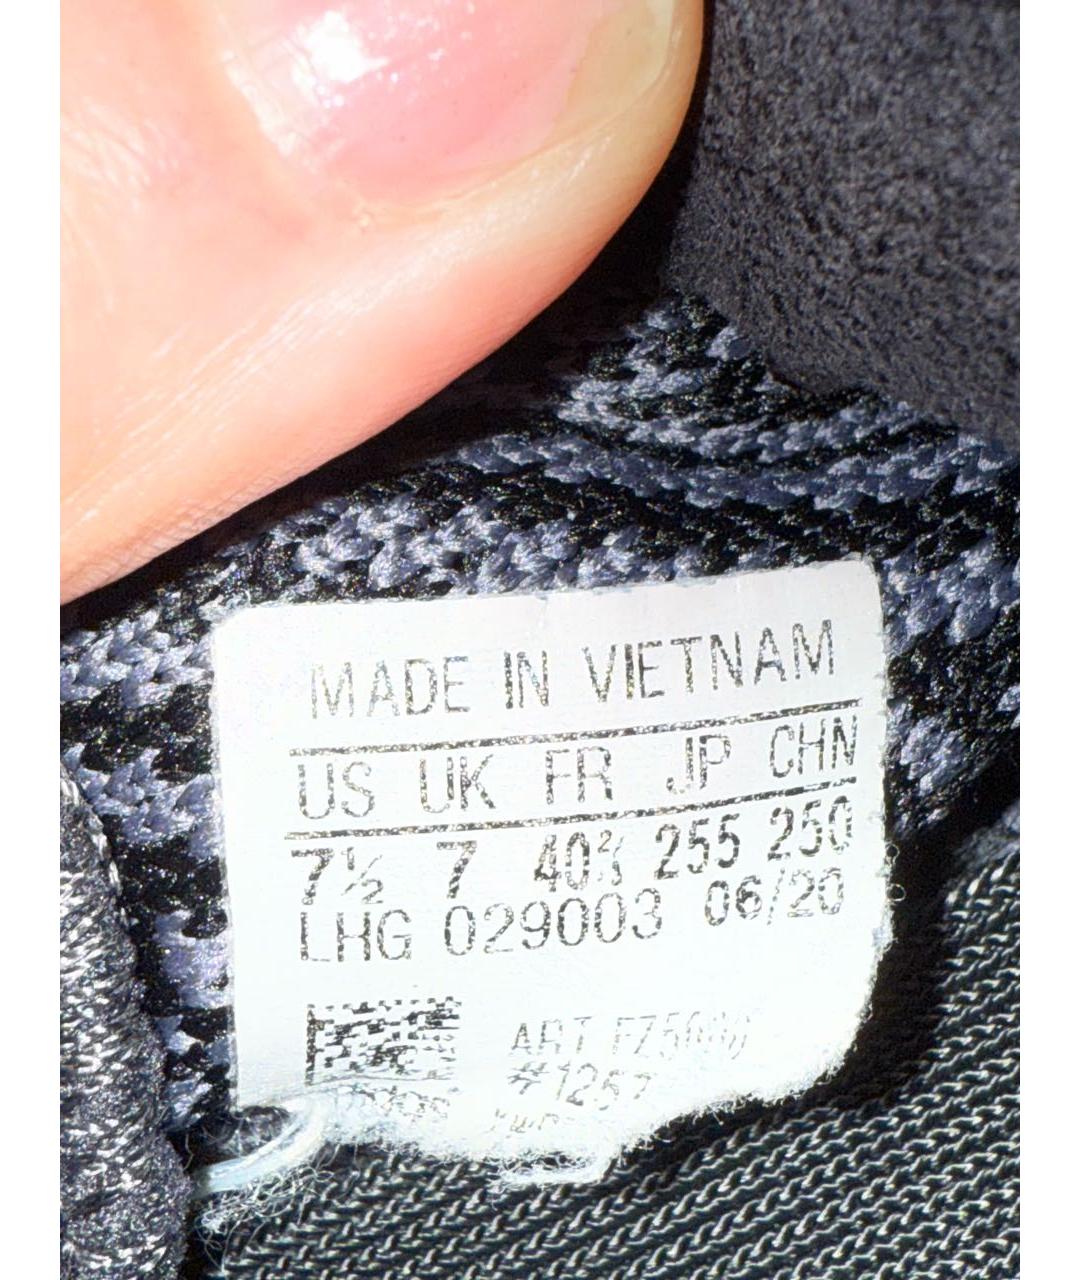 MADE IN VIETNAM
US UK FR JP CHN
7½ 7 40⅔ 255 250
LHG 029003 06/20
ART